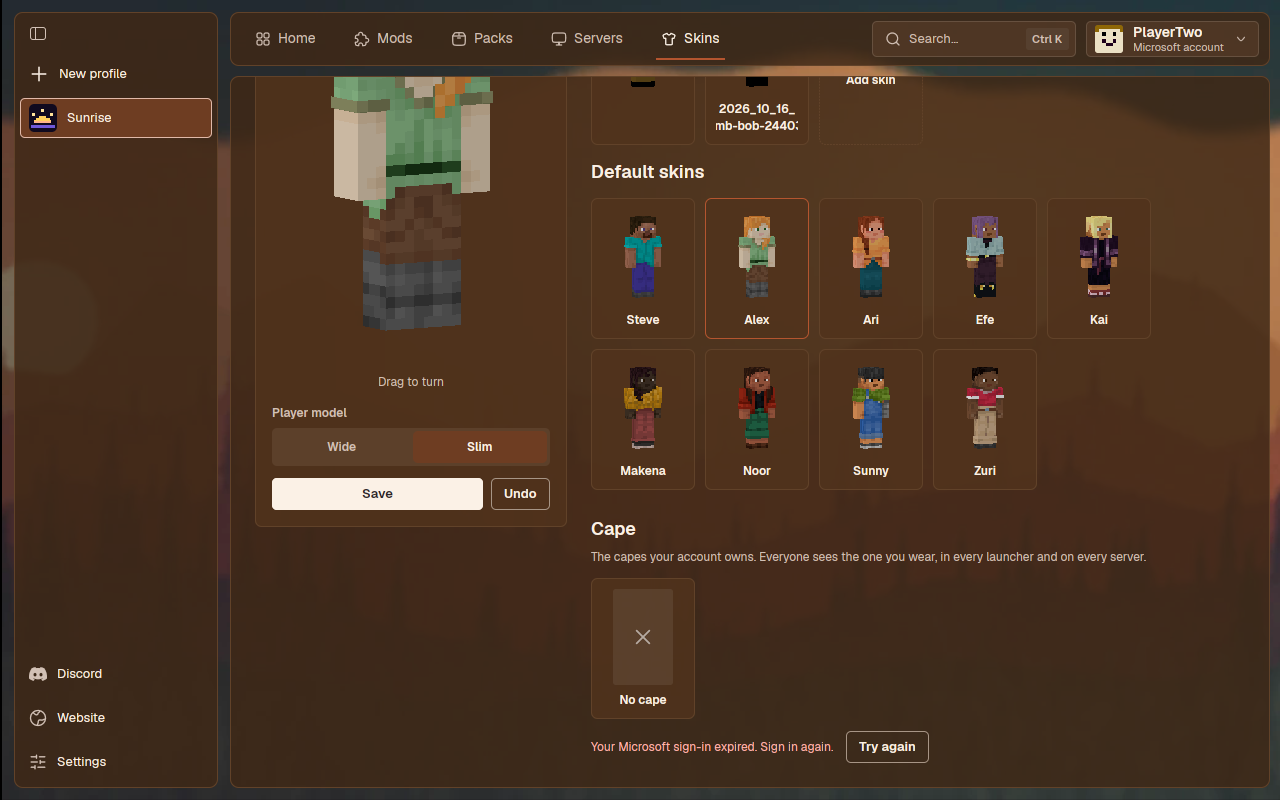 New profile
Sunrise
Discord
Website
Settings
Home
Mods
Packs
Servers
Skins
Search...
Ctrl K
PlayerTwo
Microsoft account
Drag to turn
Player model
Wide
Slim
Save
Undo
2026_10_16_
mb-bob-2440
Add skin
Default skins
Steve
Alex
Ari
Efe
Kai
Makena
Noor
Sunny
Zuri
Cape
The capes your account owns. Everyone sees the one you wear, in every launcher and on every server.
No cape
Your Microsoft sign-in expired. Sign in again.
Try again